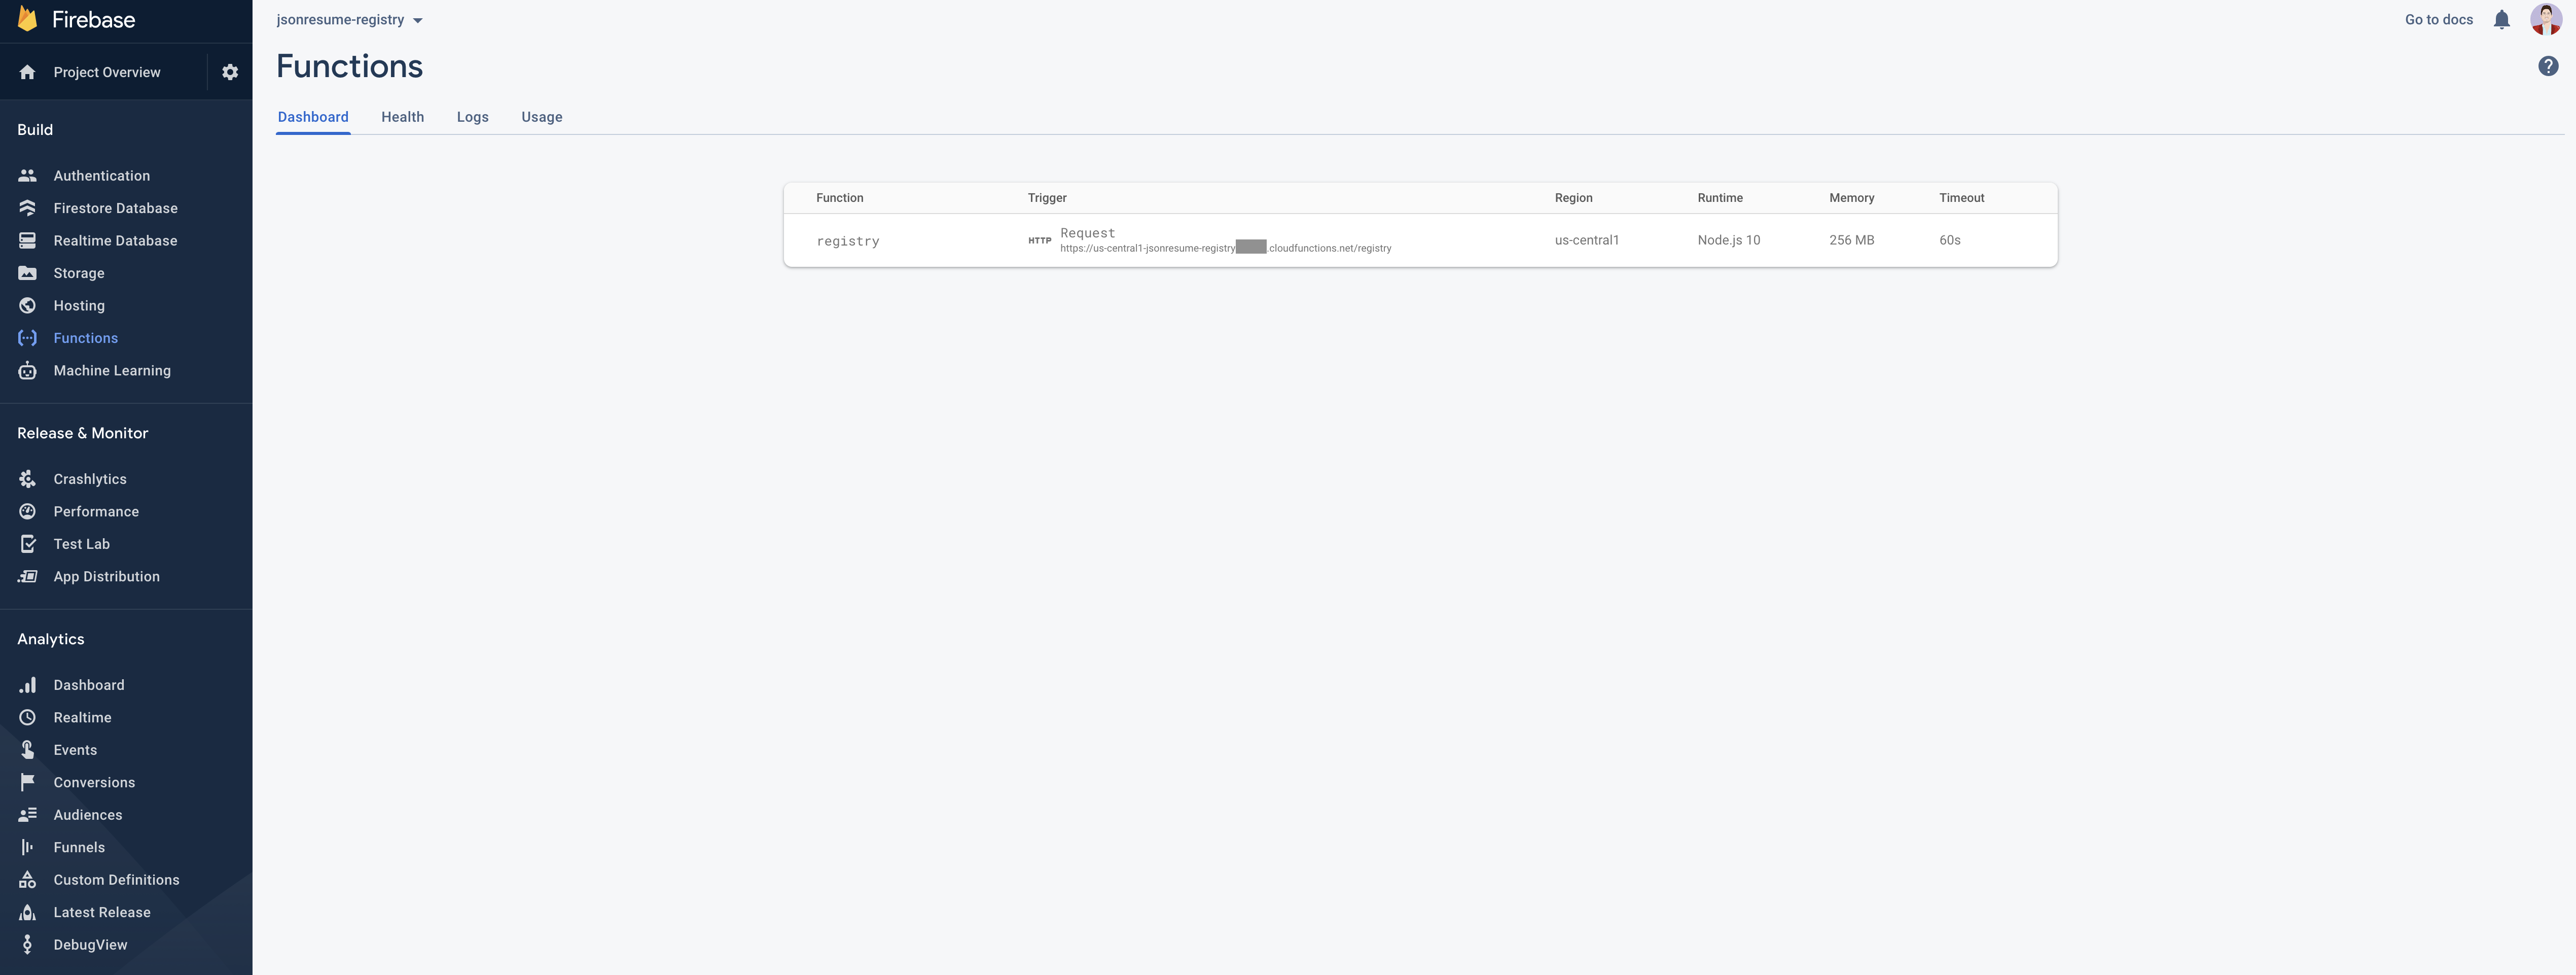 Firebase
Project Overview
Build
Authentication
Firestore Database
Realtime Database
Storage
Hosting
Functions
Machine Learning
Release & Monitor
Crashlytics
Performance
Test Lab
App Distribution
Analytics
Dashboard
Realtime
Events
Conversions
Audiences
Funnels
Custom Definitions
Latest Release
DebugView
jsonresume-registry
Go to docs
Functions
Dashboard Health Logs Usage
Function Trigger Region Runtime Memory Timeout
registry HTTP Request us-central1 Node.js 10 256 MB 60s
https://us-central1-jsonresume-registry .cloudfunctions.net/registry